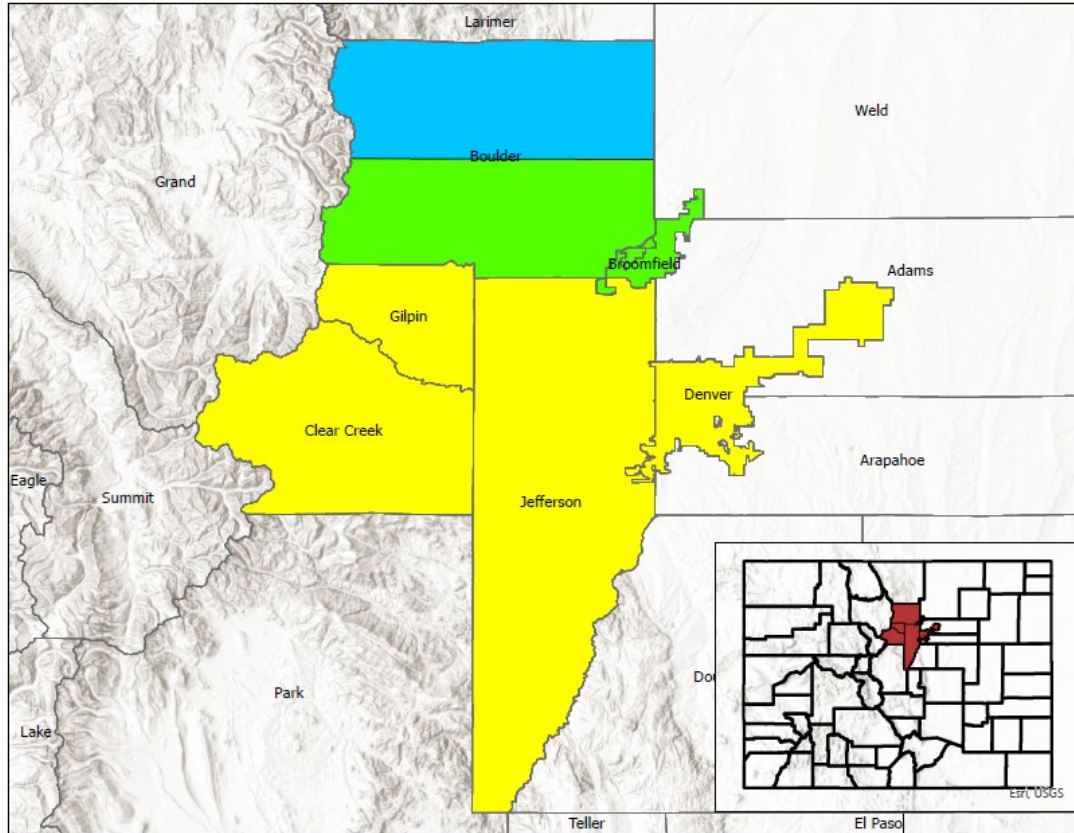 Larimer
Weld
Boulder
Grand
Broomfield
Adams
Gilpin
Denver
Clear Creek
Arapahoe
Eagle
Summit
Jefferson
Park
Dou
Lake
Esri, USGS
Teller
El Paso